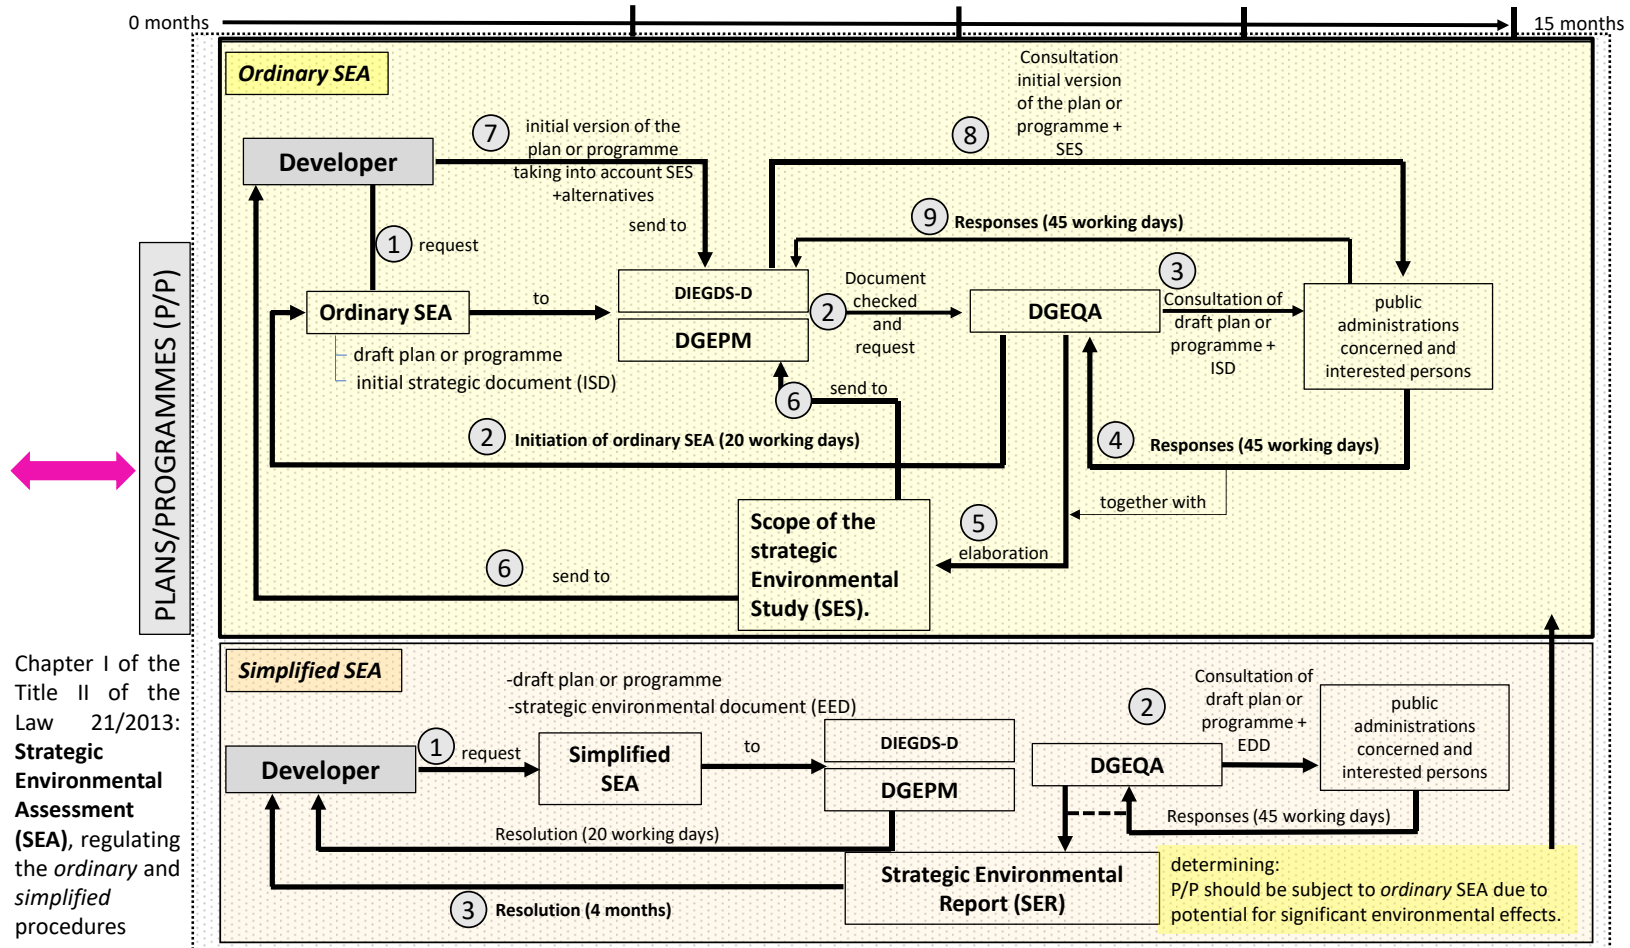 0 months
15 months
Ordinary SEA
Consultation
initial version
of the plan or
programme +
SES
7
initial version of the
plan or programme
taking into account SES
+alternatives
8
Developer
send to
9
Responses (45 working days)
1
request
3
DIEGDS-D
DGEPM
2
Document
checked
and
request
DGEQA
Consultation of
draft plan or
programme +
ISD
public
administrations
concerned and
interested persons
Ordinary SEA
to
draft plan or programme
initial strategic document (ISD)
6
send to
2
Initiation of ordinary SEA (20 working days)
4
Responses (45 working days)
together with
5
elaboration
Scope of the
strategic
Environmental
Study (SES).
6
send to
PLANS/PROGRAMMES (P/P)
Chapter I of the
Title II of the
Law 21/2013:
Strategic
Environmental
Assessment
(SEA), regulating
the ordinary and
simplified
procedures
Simplified SEA
-draft plan or programme
-strategic environmental document (EED)
Consultation of
draft plan or
programme +
EDD
2
public
administrations
concerned and
interested persons
Developer
1
request
Simplified
SEA
to
DIEGDS-D
DGEPM
DGEQA
Resolution (20 working days)
Responses (45 working days)
Strategic Environmental
Report (SER)
determining:
P/P should be subject to ordinary SEA due to
potential for significant environmental effects.
3
Resolution (4 months)